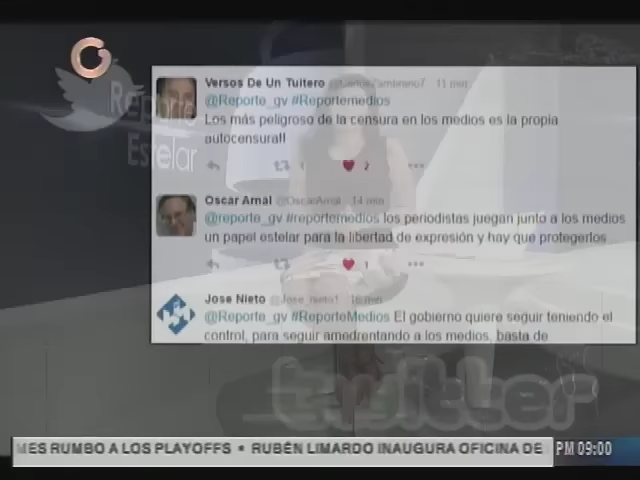 Reporte
Estelar
Versos De Un Tuitero 11 min
@Reporte_gv #Reportemedios
Los más peligroso de la censura en los medios es la propia
autocensura!!
2
Oscar Arnal @OscarArnal 14 min
@reporte_gv #reportemedios los periodistas juegan junto a los medios
un papel estelar para la libertad de expresión y hay que protegerlos
1
Jose Nieto @Jose_nieto1 16 min
@Reporte_gv #ReporteMedios El gobierno quiere seguir teniendo el
control, para seguir amedrentando a los medios, basta de
twitter
MES RUMBO A LOS PLAYOFFS • RUBÉN LIMARDO INAUGURA OFICINA DE PM 09:00